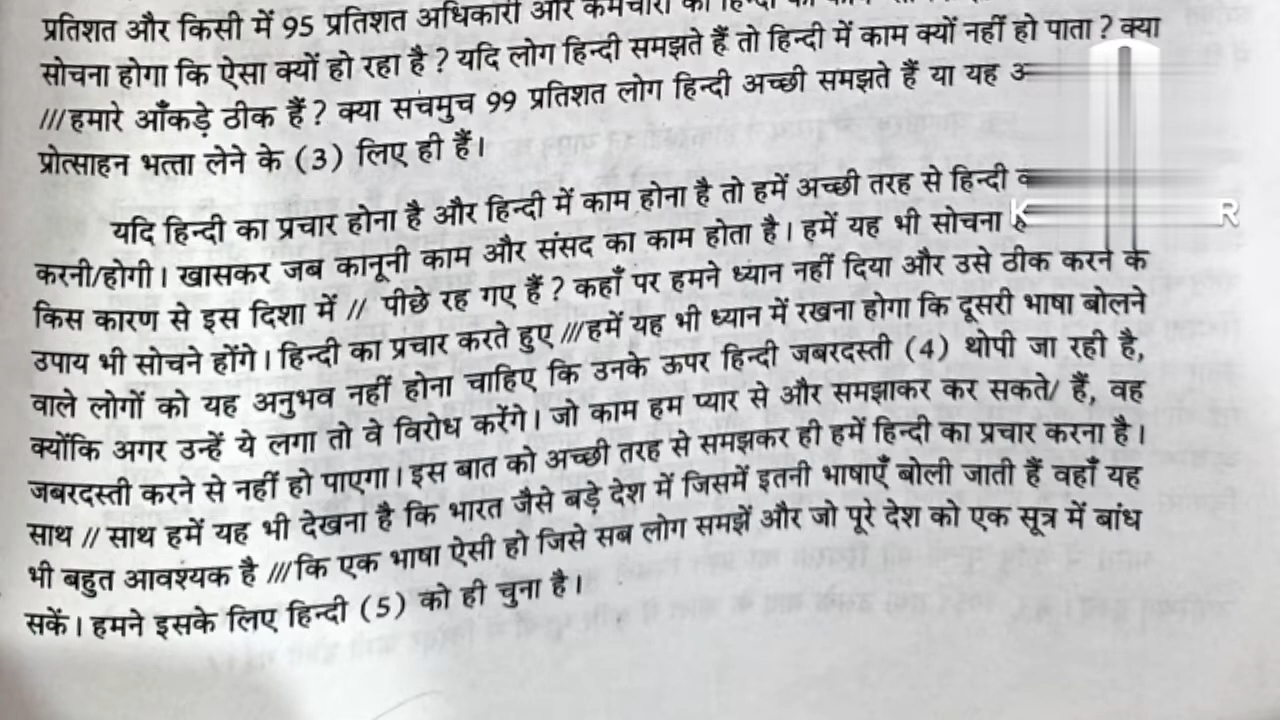 प्रतिशत और किसी में 95 प्रतिशत अधिकारी और कर्मचारी
सोचना होगा कि ऐसा क्यों हो रहा है ? यदि लोग हिन्दी समझते हैं तो हिन्दी में काम क्यों नहीं हो पाता ? क्या
///हमारे आँकड़े ठीक हैं ? क्या सचमुच 99 प्रतिशत लोग हिन्दी अच्छी समझते हैं या यह
प्रोत्साहन भत्ता लेने के (3) लिए ही हैं।
यदि हिन्दी का प्रचार होना है और हिन्दी में काम होना है तो हमें अच्छी तरह से हिन्दी
करनी/होगी। खासकर जब कानूनी काम और संसद का काम होता है। हमें यह भी सोचना
किस कारण से इस दिशा में // पीछे रह गए हैं ? कहाँ पर हमने ध्यान नहीं दिया और उसे ठीक करने के
उपाय भी सोचने होंगे। हिन्दी का प्रचार करते हुए ///हमें यह भी ध्यान में रखना होगा कि दूसरी भाषा बोलने
वाले लोगों को यह अनुभव नहीं होना चाहिए कि उनके ऊपर हिन्दी जबरदस्ती (4) थोपी जा रही है,
क्योंकि अगर उन्हें ये लगा तो वे विरोध करेंगे। जो काम हम प्यार से और समझाकर कर सकते/ हैं, वह
जबरदस्ती करने से नहीं हो पाएगा। इस बात को अच्छी तरह से समझकर ही हमें हिन्दी का प्रचार करना है।
साथ // साथ हमें यह भी देखना है कि भारत जैसे बड़े देश में जिसमें इतनी भाषाएँ बोली जाती हैं वहाँ यह
भी बहुत आवश्यक है ///कि एक भाषा ऐसी हो जिसे सब लोग समझें और जो पूरे देश को एक सूत्र में बांध
सकें। हमने इसके लिए हिन्दी (5) को ही चुना है।
K R